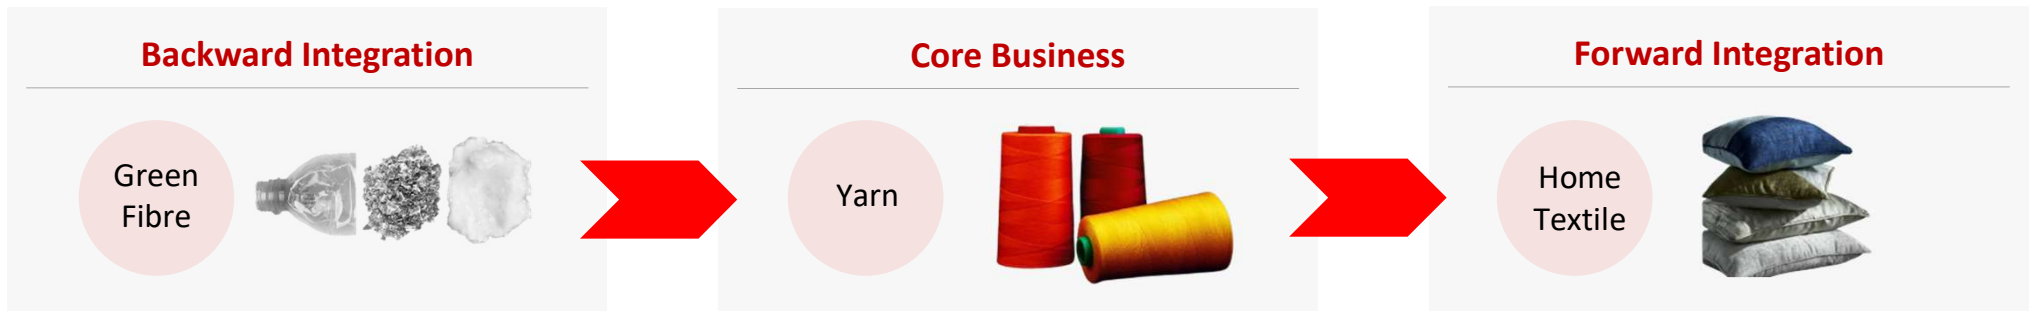 Backward Integration
Green
Fibre
Core Business
Yarn
Forward Integration
Home
Textile